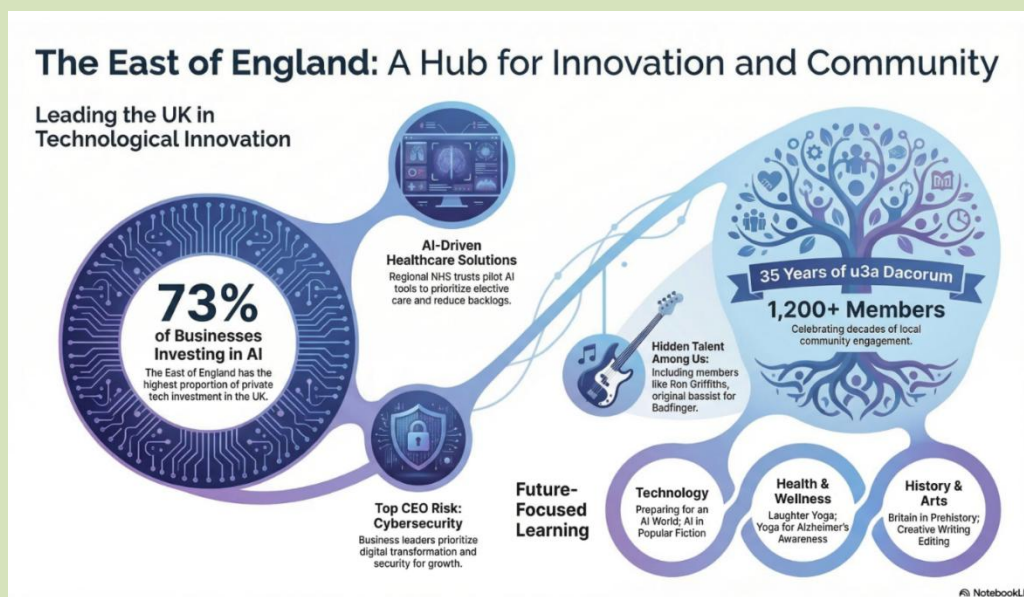 The East of England: A Hub for Innovation and Community
Leading the UK in
Technological Innovation
73%
of Businesses
Investing in AI
The East of England has the
highest proportion of private
tech investment in the UK.
AI-Driven
Healthcare Solutions
Regional NHS trusts pilot AI
tools to prioritize elective
care and reduce backlogs.
Top CEO Risk:
Cybersecurity
Business leaders prioritize
digital transformation and
security for growth.
Hidden Talent
Among Us:
Including members
like Ron Griffiths,
original bassist for
Badfinger.
35 Years of u3a Dacorum
1,200+ Members
Celebrating decades of local
community engagement.
Future-
Focused
Learning
Technology
Preparing for an
AI World; AI in
Popular Fiction
Health &
Wellness
Laughter Yoga;
Yoga for Alzheimer's
Awareness
History &
Arts
Britain in Prehistory;
Creative Writing
Editing
NotebookL